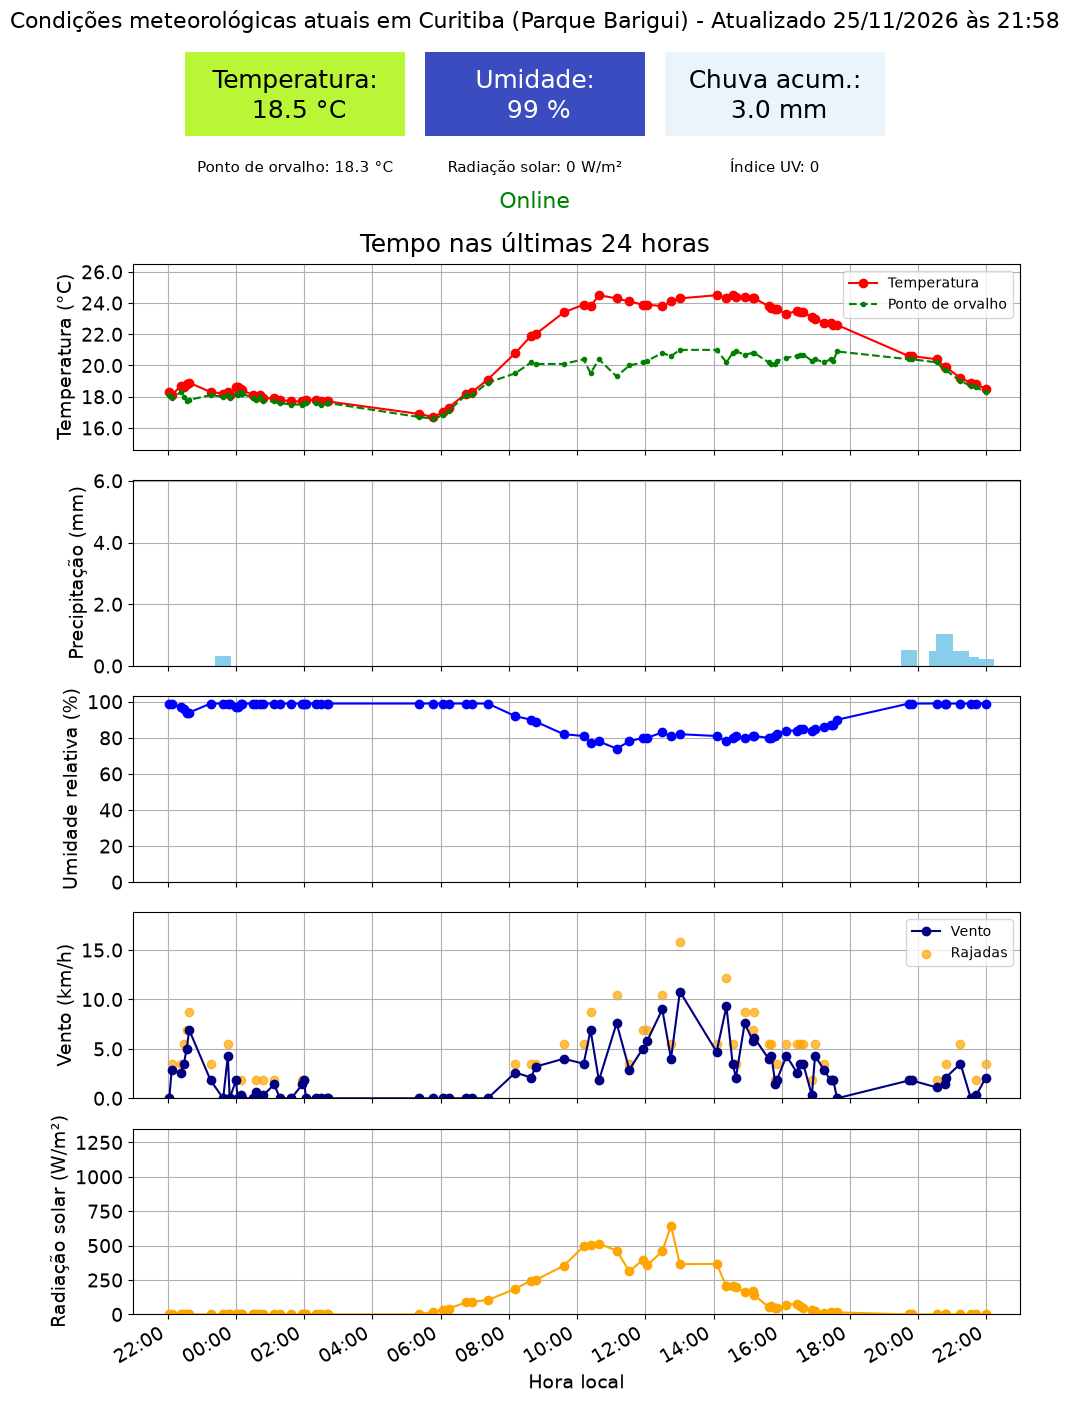 Condições meteorológicas atuais em Curitiba (Parque Barigui) - Atualizado 25/11/2026 às 21:58
Temperatura:
18.5 °C
Umidade:
99 %
Chuva acum.:
3.0 mm
Ponto de orvalho: 18.3 °C
Radiação solar: 0 W/m²
Índice UV: 0
Online
Tempo nas últimas 24 horas
Temperatura (°C)
26.0
24.0
22.0
20.0
18.0
16.0
Temperatura
Ponto de orvalho
Precipitação (mm)
6.0
4.0
2.0
0.0
Umidade relativa (%)
100
80
60
40
20
0
Vento (km/h)
15.0
10.0
5.0
0.0
Vento
Rajadas
Radiação solar (W/m²)
1250
1000
750
500
250
0
22:00 00:00 02:00 04:00 06:00 08:00 10:00 12:00 14:00 16:00 18:00 20:00 22:00
Hora local